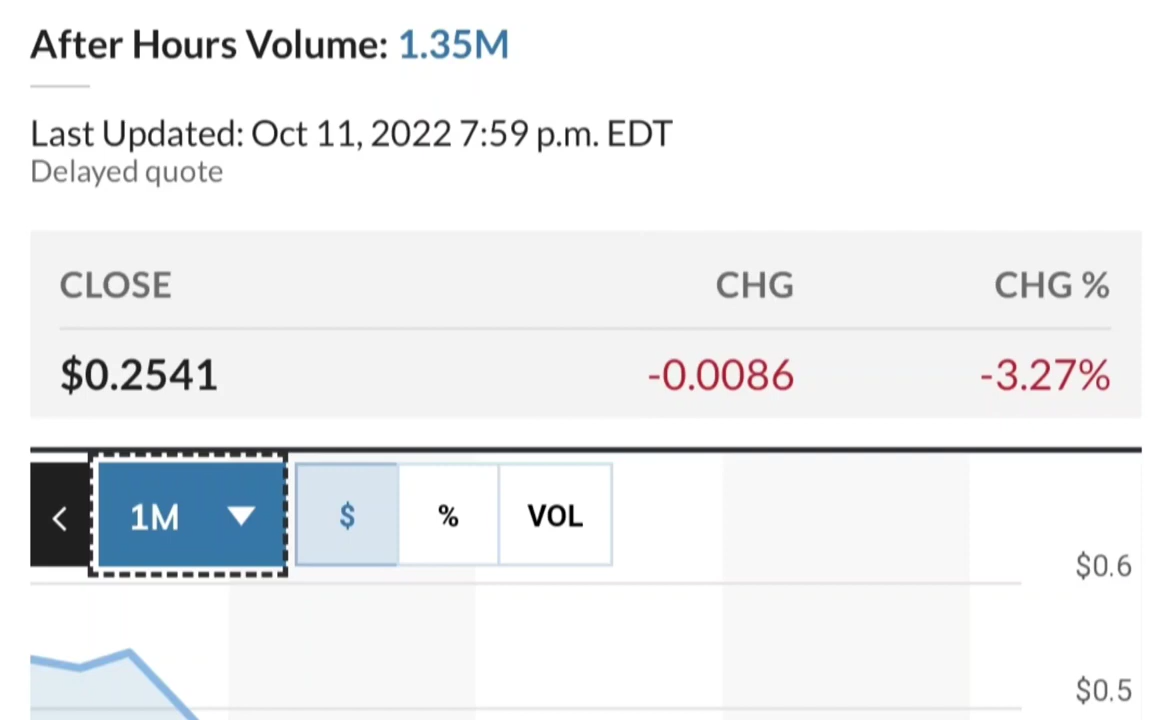 After Hours Volume: 1.35M
Last Updated: Oct 11, 2022 7:59 p.m. EDT
Delayed quote
CLOSE CHG CHG %
$0.2541 -0.0086 -3.27%
1M $ % VOL
$0.6
$0.5